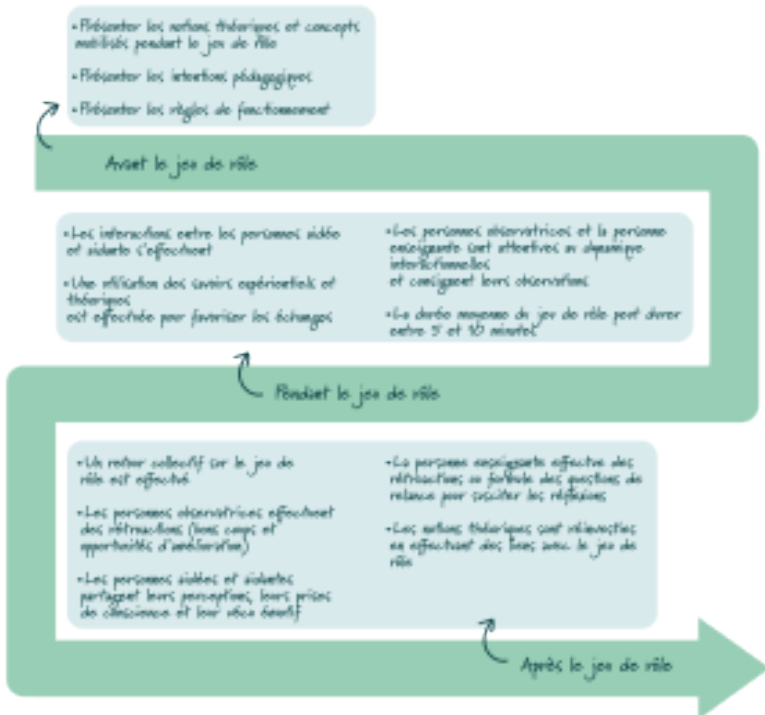 • Présenter les notions théoriques et concepts
mobilisés pendant le jeu de rôle
• Présenter les intentions pédagogiques
• Présenter les règles de fonctionnement
Avant le jeu de rôle
• Les interactions entre les personnes aidée
et aidante s'effectuent
• Une utilisation des savoirs expérientiels et
théoriques
est effectuée pour favoriser les échanges
• Les personnes observatrices et la personne
enseignante sont attentives au dynamique
interactionnelles
et consignent leurs observations
• La durée moyenne du jeu de rôle peut durer
entre 5 et 10 minutes
Pendant le jeu de rôle
• Un retour collectif sur le jeu de
rôle est effectué
• Les personnes observatrices effectuent
des rétroactions (bons coups et
opportunités d'amélioration)
• Les personnes aidées et aidantes
partagent leurs perceptions, leurs prises
de conscience et leur vécu émotif
• La personne enseignante effectue des
rétroactions ou formule des questions de
relance pour susciter les réflexions
• Les notions théoriques sont réinvesties
en effectuant des liens avec le jeu de
rôle
Après le jeu de rôle